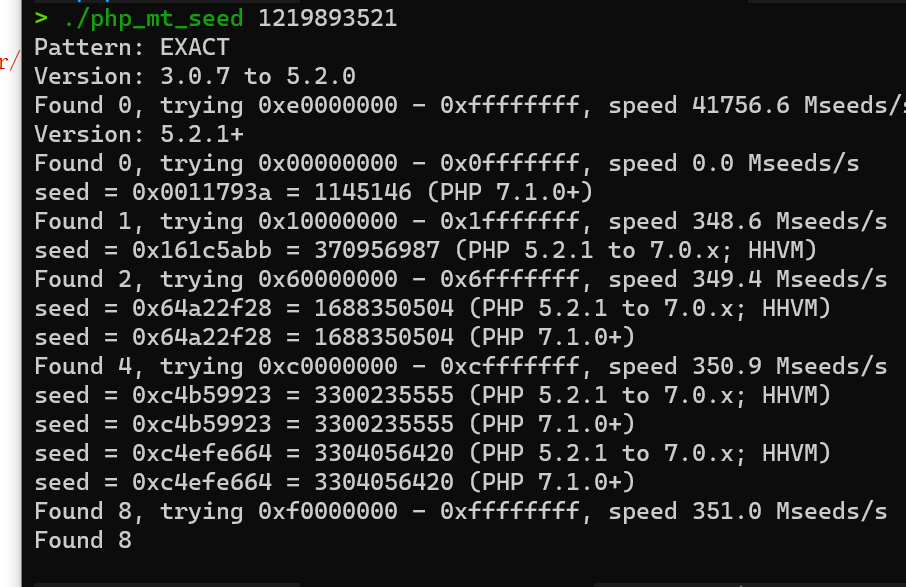 > ./php_mt_seed 1219893521
Pattern: EXACT
r/
Version: 3.0.7 to 5.2.0
Found 0, trying 0xe0000000 - 0xffffffff, speed 41756.6 Mseeds/s
Version: 5.2.1+
Found 0, trying 0x00000000 - 0x0fffffff, speed 0.0 Mseeds/s
seed = 0x0011793a = 1145146 (PHP 7.1.0+)
Found 1, trying 0x10000000 - 0x1fffffff, speed 348.6 Mseeds/s
seed = 0x161c5abb = 370956987 (PHP 5.2.1 to 7.0.x; HHVM)
Found 2, trying 0x60000000 - 0x6fffffff, speed 349.4 Mseeds/s
seed = 0x64a22f28 = 1688350504 (PHP 5.2.1 to 7.0.x; HHVM)
seed = 0x64a22f28 = 1688350504 (PHP 7.1.0+)
Found 4, trying 0xc0000000 - 0xcfffffff, speed 350.9 Mseeds/s
seed = 0xc4b59923 = 3300235555 (PHP 5.2.1 to 7.0.x; HHVM)
seed = 0xc4b59923 = 3300235555 (PHP 7.1.0+)
seed = 0xc4efe664 = 3304056420 (PHP 5.2.1 to 7.0.x; HHVM)
seed = 0xc4efe664 = 3304056420 (PHP 7.1.0+)
Found 8, trying 0xf0000000 - 0xffffffff, speed 351.0 Mseeds/s
Found 8